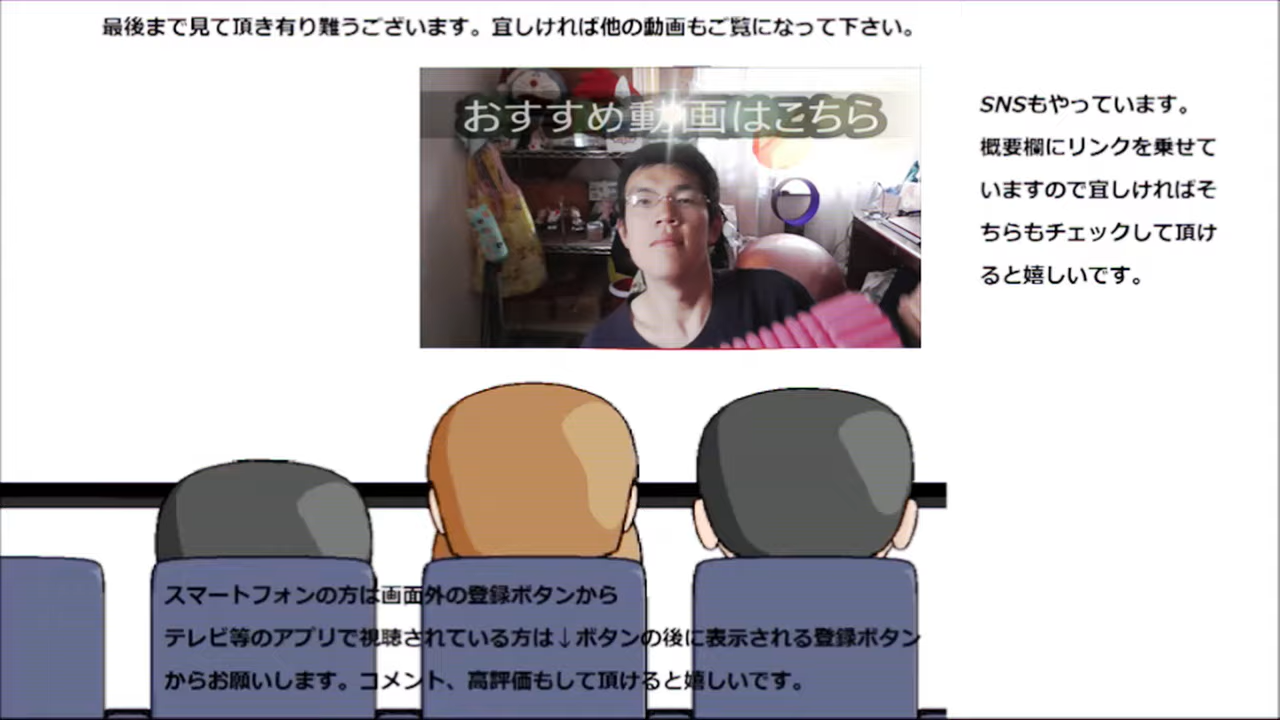 最後まで見て頂き有り難うございます。宜しければ他の動画もご覧になって下さい。
おすすめ動画はこちら
SNSもやっています。
概要欄にリンクを乗せて
いますので宜しければそ
ちらもチェックして頂け
ると嬉しいです。
スマートフォンの方は画面外の登録ボタンから
テレビ等のアプリで視聴されている方は↓ボタンの後に表示される登録ボタン
からお願いします。コメント、高評価もして頂けると嬉しいです。